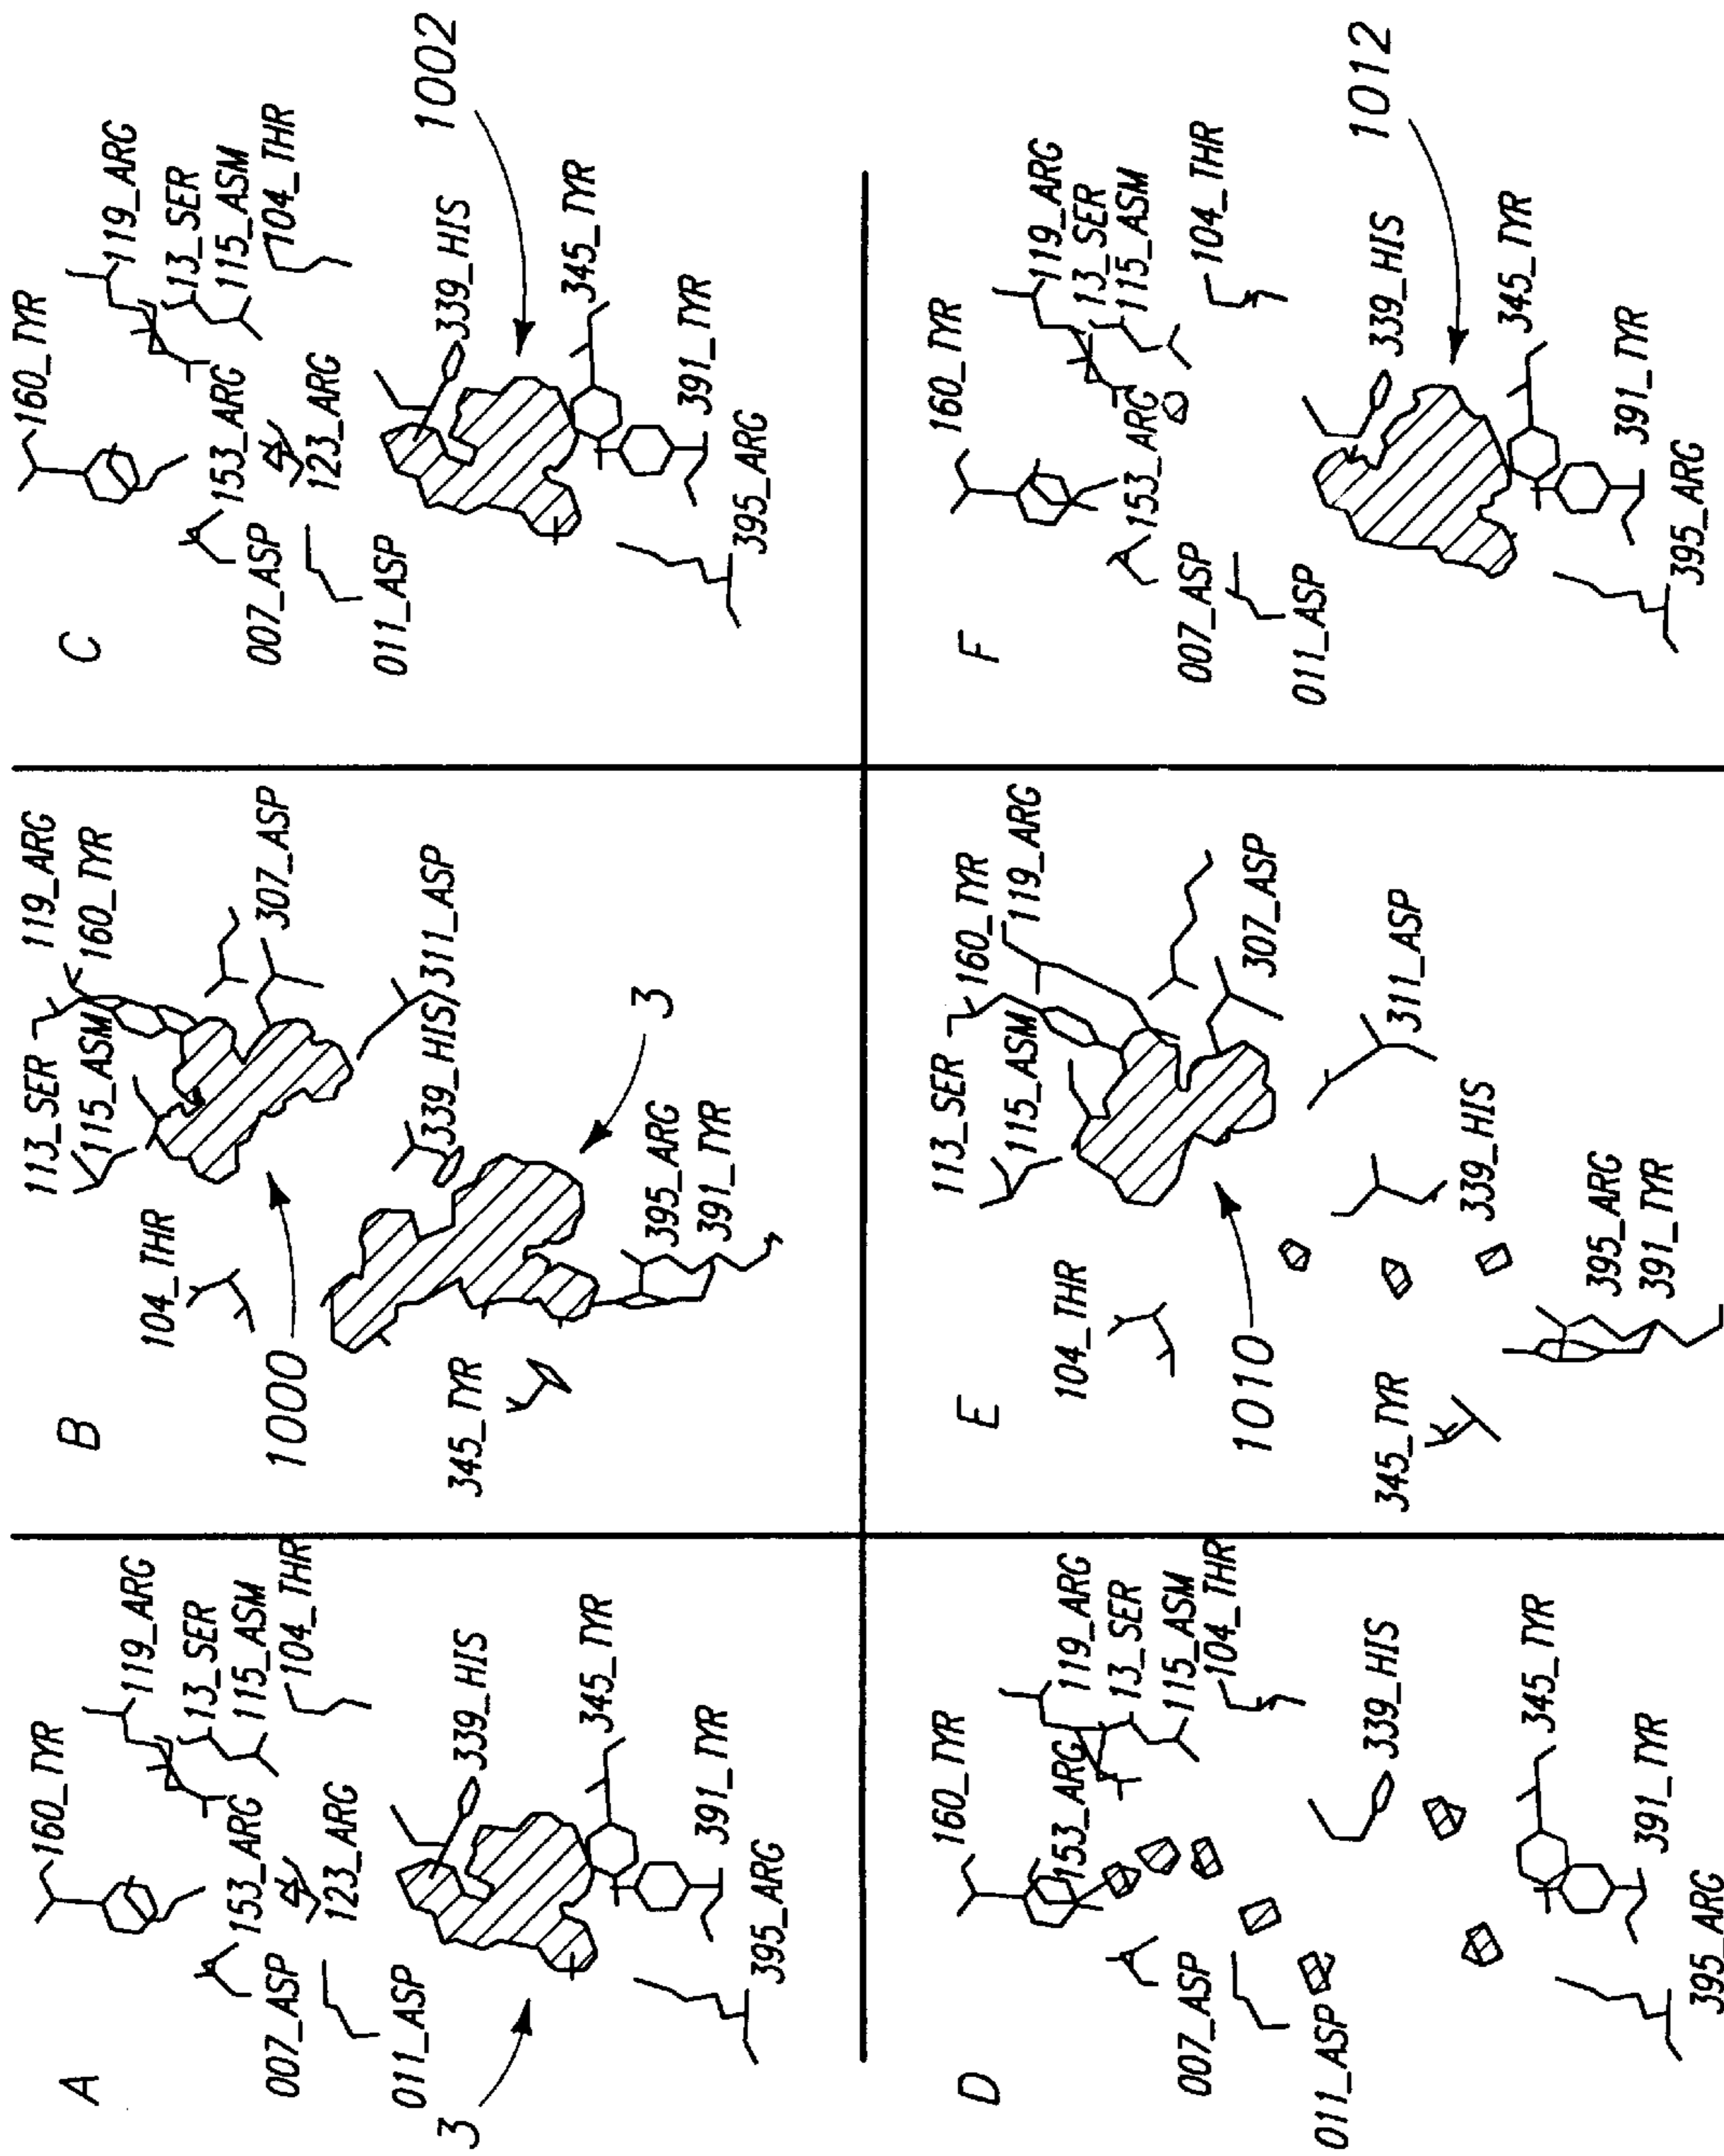 A
160_TYR
119_ARG
13_SER
115_ASM
104_THR
153_ARG
123_ARG
007_ASP
011_ASP
339_HIS
3
345_TYR
391_TYR
395_ARG
B
113_SER
119_ARG
115_ASM
160_TYR
104_THR
307_ASP
1000
339_HIS
311_ASP
3
345_TYR
395_ARG
391_TYR
C
160_TYR
119_ARG
13_SER
115_ASM
104_THR
153_ARG
123_ARG
007_ASP
011_ASP
339_HIS
1002
345_TYR
391_TYR
395_ARG
D
160_TYR
119_ARG
153_ARG
13_SER
115_ASM
104_THR
007_ASP
011_ASP
339_HIS
345_TYR
391_TYR
395_ARG
E
113_SER
160_TYR
119_ARG
115_ASM
104_THR
307_ASP
1010
311_ASP
339_HIS
345_TYR
395_ARG
391_TYR
F
160_TYR
119_ARG
13_SER
115_ASM
153_ARG
104_THR
007_ASP
011_ASP
339_HIS
1012
345_TYR
391_TYR
395_ARG